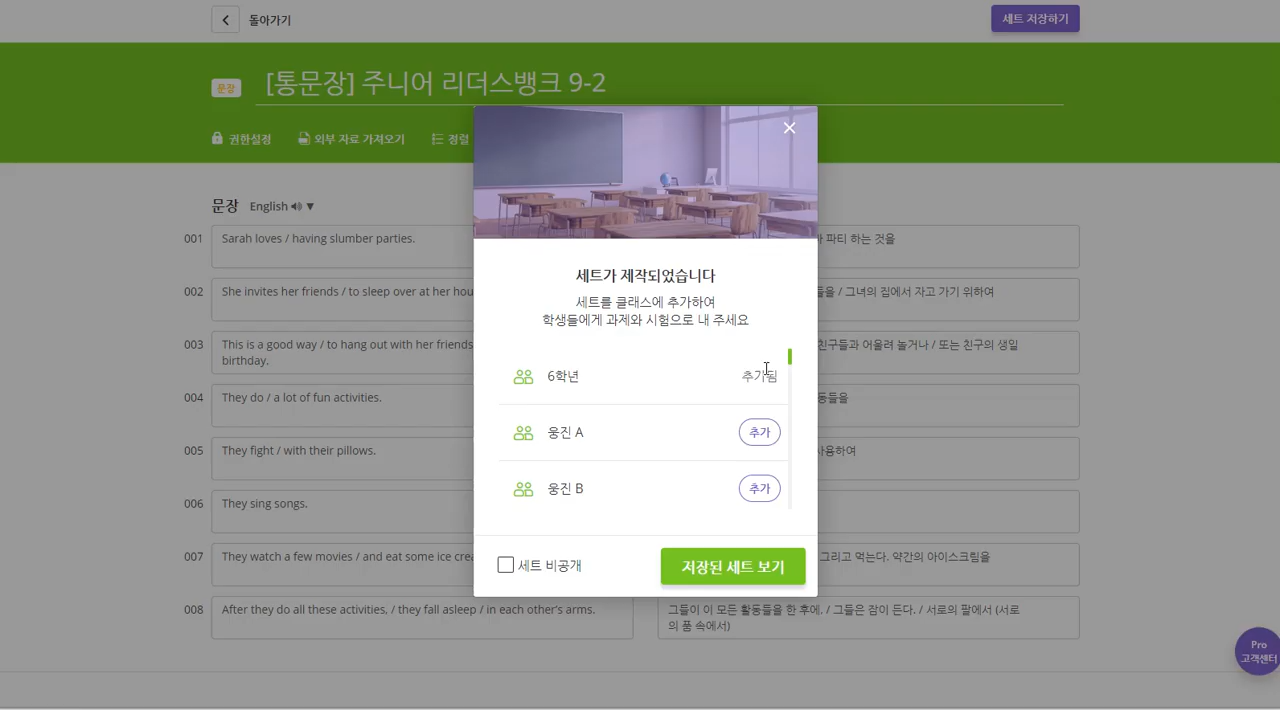 돌아가기
세트 저장하기
문장
[통문장] 주니어 리더스뱅크 9-2
권한설정
외부 자료 가져오기
정렬
문장 English ▼
001 Sarah loves / having slumber parties.
파티 하는 것을
002 She invites her friends / to sleep over at her
들을 / 그녀의 집에서 자고 가기 위하여
003 This is a good way / to hang out with her friends
birthday.
친구들과 어울려 놀거나 / 또는 친구의 생일
004 They do / a lot of fun activities.
동들을
005 They fight / with their pillows.
사용하여
006 They sing songs.
007 They watch a few movies / and eat some ice
그리고 먹는다. 약간의 아이스크림을
008 After they do all these activities, / they fall asleep / in each other's arms.
그들이 이 모든 활동들을 한 후에, / 그들은 잠이 든다. / 서로의 팔에서 (서로
의 품 속에서)
세트가 제작되었습니다
세트를 클래스에 추가하여
학생들에게 과제와 시험으로 내 주세요
6학년 추가됨
웅진 A 추가
웅진 B 추가
세트 비공개
저장된 세트 보기
Pro
고객센터